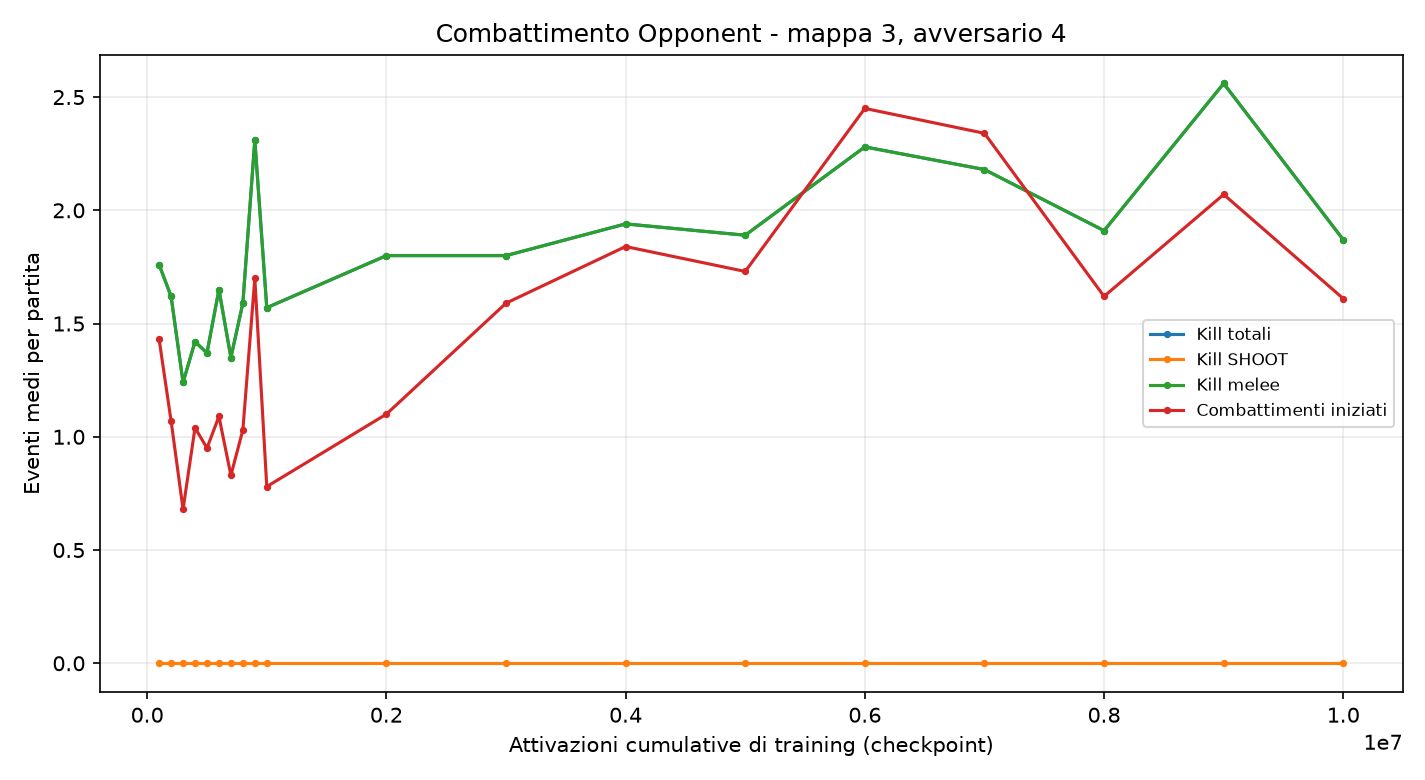 Combattimento Opponent - mappa 3, avversario 4
Eventi medi per partita
2.5
2.0
1.5
1.0
0.5
0.0
Kill totali
Kill SHOOT
Kill melee
Combattimenti iniziati
0.0 0.2 0.4 0.6 0.8 1.0
1e7
Attivazioni cumulative di training (checkpoint)